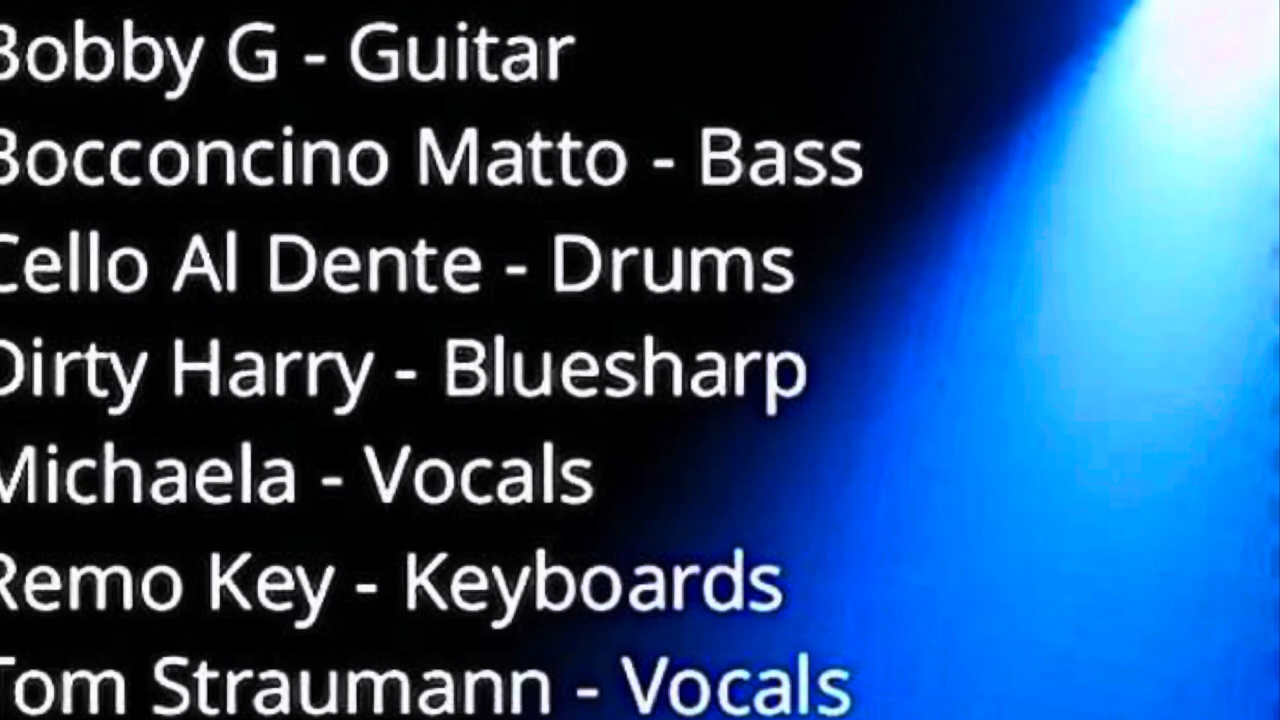 Bobby G - Guitar
Bocconcino Matto - Bass
Cello Al Dente - Drums
Dirty Harry - Bluesharp
Michaela - Vocals
Remo Key - Keyboards
Tom Straumann - Vocals